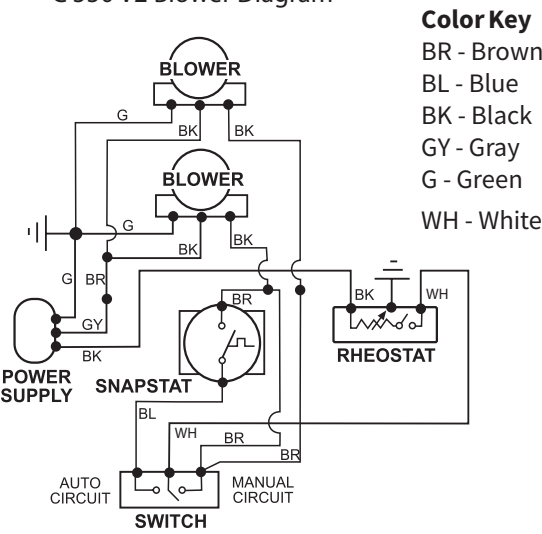 Color Key
BR - Brown
BL - Blue
BK - Black
GY - Gray
G - Green
WH - White
BLOWER
G
BK
BK
BLOWER
G
BK
BK
G
BR
GY
BK
POWER
SUPPLY
BR
SNAPSTAT
BK
WH
RHEOSTAT
BL
WH
BR
BR
AUTO
CIRCUIT
MANUAL
CIRCUIT
SWITCH